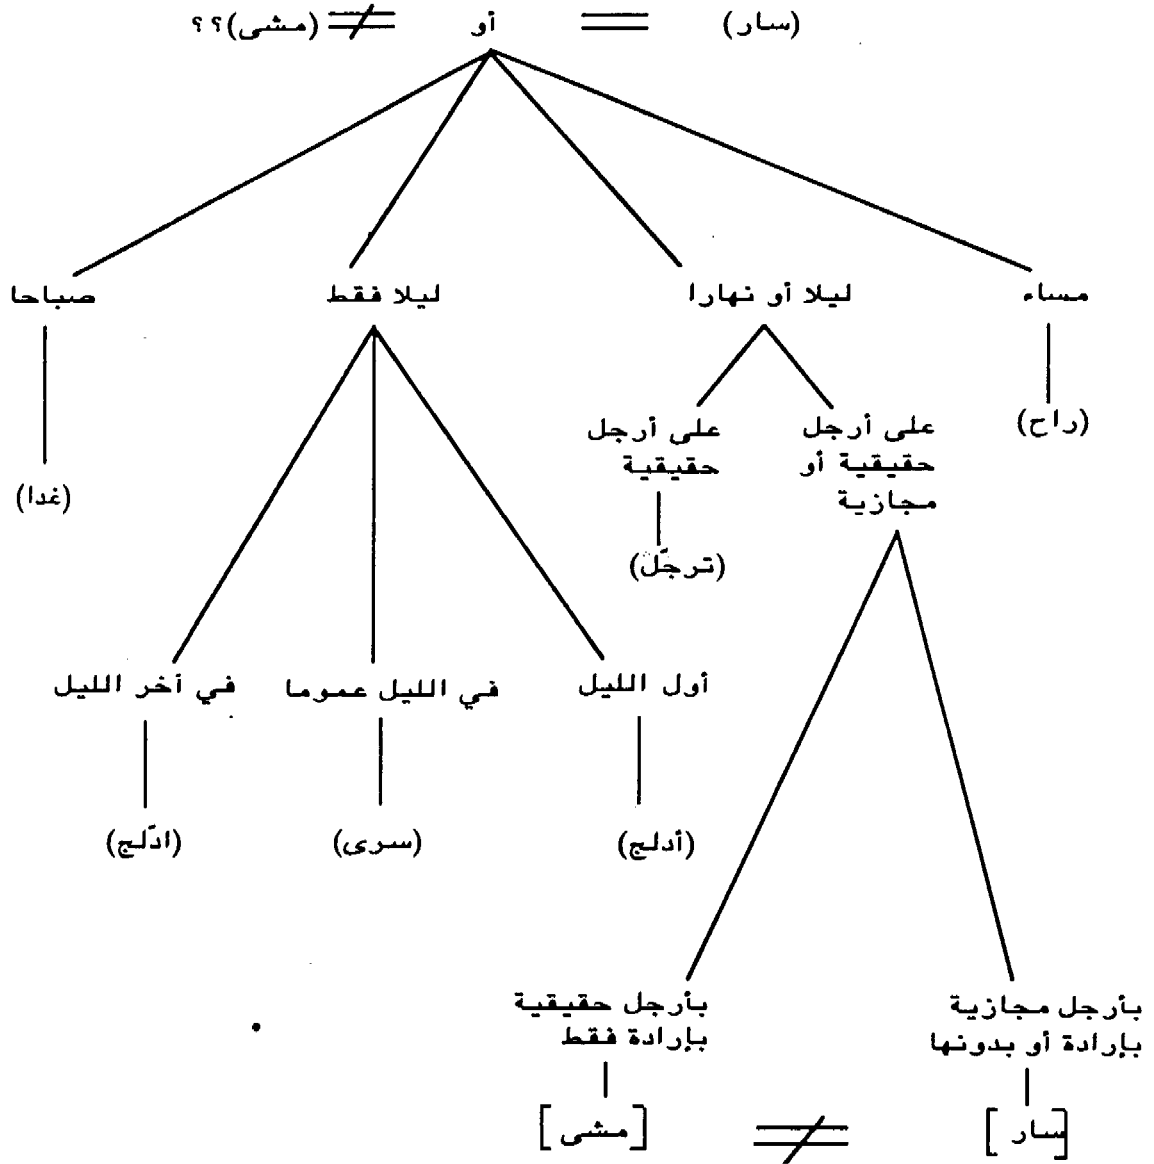 (سار) = أو ≠ (مشى)؟؟
مساء
ليلا أو نهارا
ليلا فقط
صباحا
(راح)
على أرجل
حقيقية أو
مجازية
على أرجل
حقيقية
(ترجّل)
(غدا)
أول الليل
في الليل عموما
في أخر الليل
(أدلج)
(سرى)
(ادّلج)
بأرجل مجازية
بإرادة أو بدونها
بأرجل حقيقية
بإرادة فقط
[سار] ≠ [مشى]